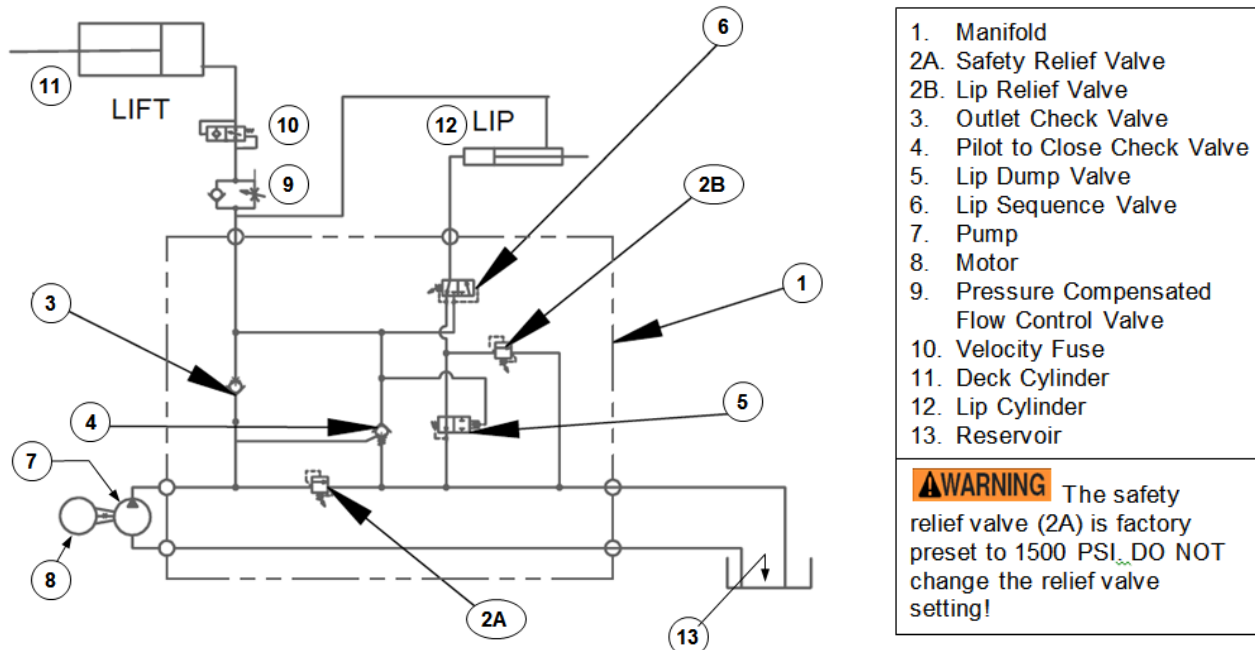 6
11
LIFT
10
12
LIP
9
2B
3
1
4
5
7
8
2A
13
1. Manifold
2A. Safety Relief Valve
2B. Lip Relief Valve
3. Outlet Check Valve
4. Pilot to Close Check Valve
5. Lip Dump Valve
6. Lip Sequence Valve
7. Pump
8. Motor
9. Pressure Compensated
Flow Control Valve
10. Velocity Fuse
11. Deck Cylinder
12. Lip Cylinder
13. Reservoir
WARNING The safety
relief valve (2A) is factory
preset to 1500 PSI. DO NOT
change the relief valve
setting!